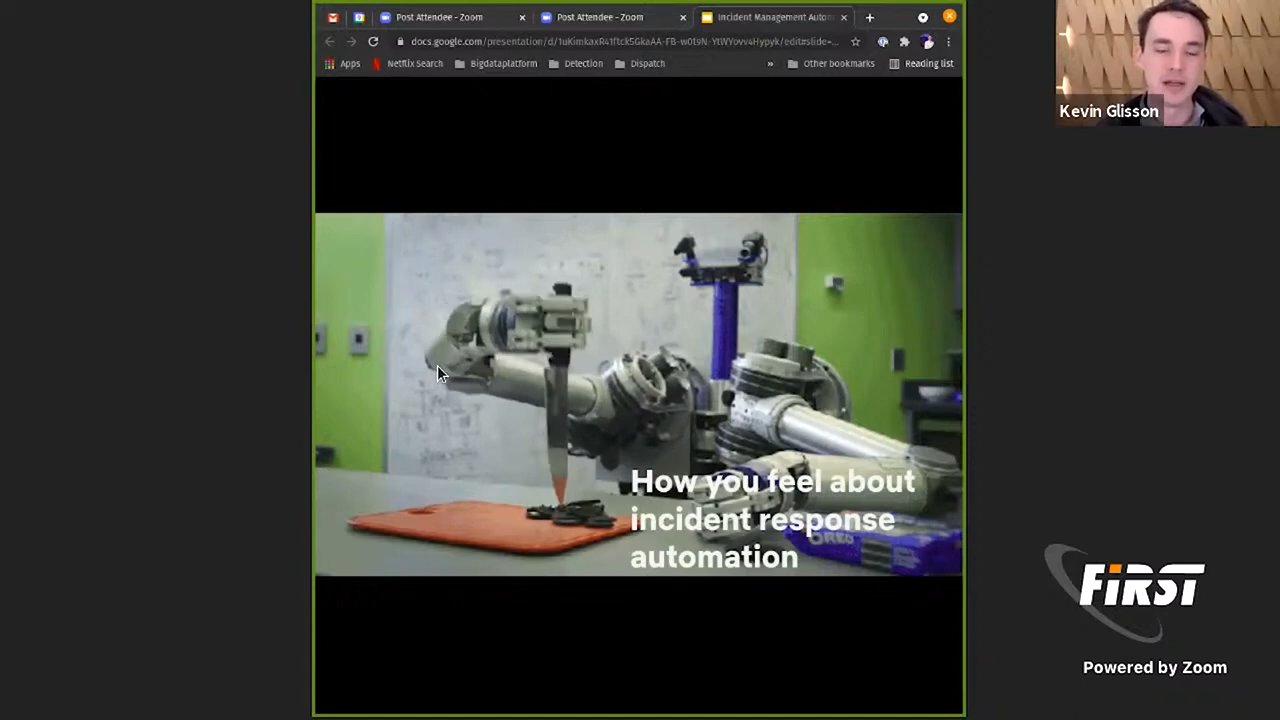 Post Attendee - Zoom
Post Attendee - Zoom
Incident Management Autom
Apps
Netflix Search
Bigdataplatform
Detection
Dispatch
»
Other bookmarks
Reading list
Kevin Glisson
How you feel about
incident response
automation
OREO
FiRST
Powered by Zoom